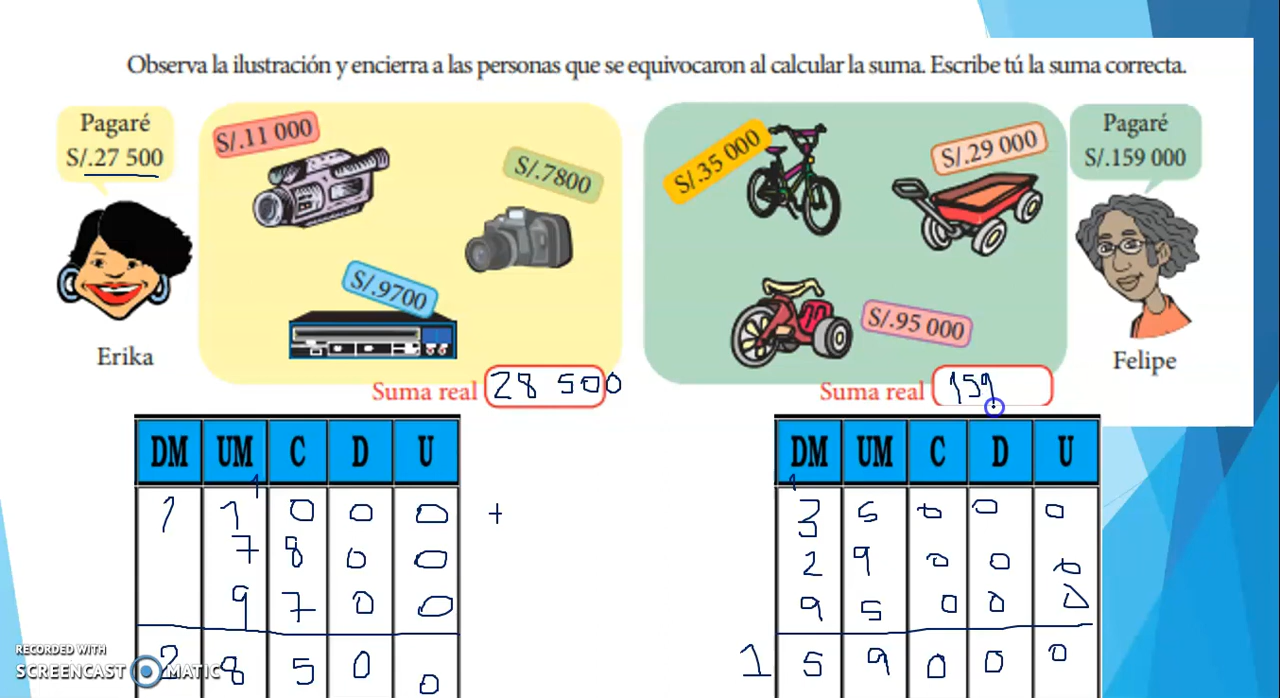 Observa la ilustración y encierra a las personas que se equivocaron al calcular la suma. Escribe tú la suma correcta.
Pagaré
S/.27 500
S/.11 000
S/.7800
S/.9700
Erika
Suma real 28 500
S/.35 000
S/.29 000
S/.95 000
Pagaré
S/.159 000
Felipe
Suma real 159
DM UM C D U
1
1 1 0 0 0 +
7 8 0 0
9 7 0 0
2 8 5 0 0
DM UM C D U
1
3 5 0 0 0
2 9 0 0 0
9 5 0 0 0
1 5 9 0 0 0
RECORDED WITH
SCREENCAST MATIC